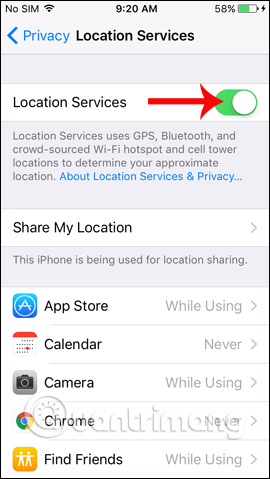 No SIM 9:20 AM 58%
Privacy Location Services
Location Services
Location Services uses GPS, Bluetooth, and
crowd-sourced Wi-Fi hotspot and cell tower
locations to determine your approximate
location. About Location Services & Privacy...
Share My Location
This iPhone is being used for location sharing.
App Store While Using
Calendar Never
Camera While Using
Chrome Never
Quantrimang
Find Friends While Using